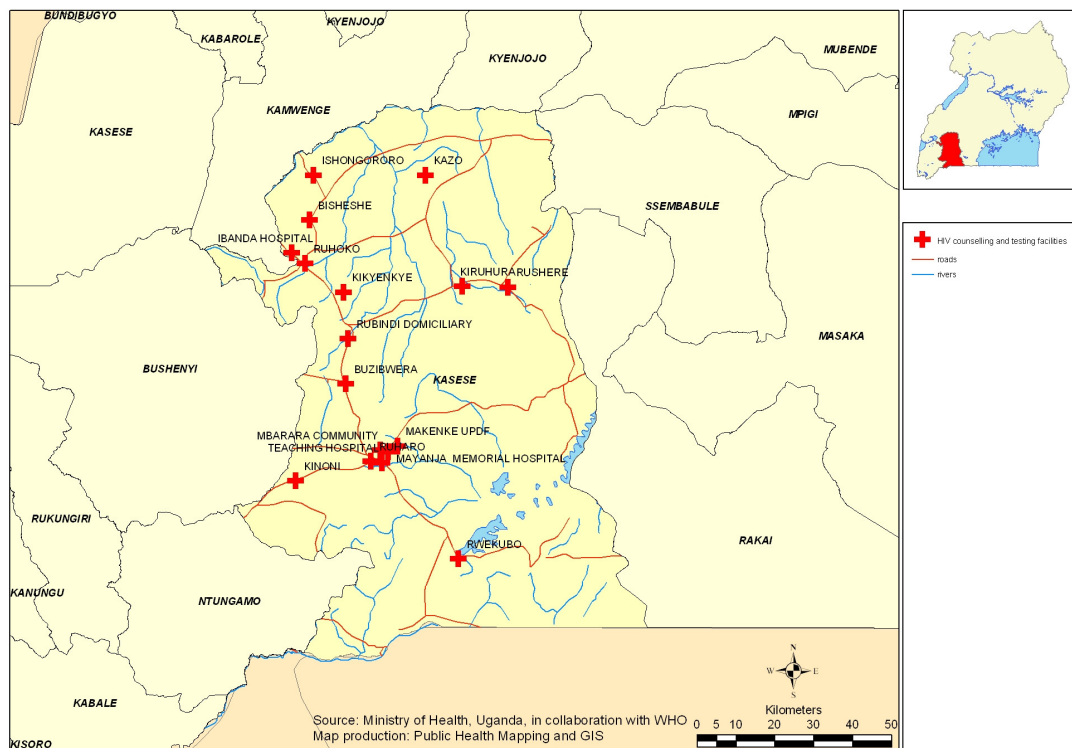 BUNDIBUGYO
KYENJOJO
KABAROLE
KYENJOJO
MUBENDE
KAMWENGE
MPIGI
KASESE
ISHONGORORO
KAZO
SSEMBABULE
BISHESHE
IBANDA HOSPITAL
RUHOKO
KIKYENKYE
KIRUHURA
RUSHERE
MASAKA
RUBINDI DOMICILIARY
BUSHENYI
BUZIBWERA
KASESE
MAKENKE UPDF
MBARARA COMMUNITY
TEACHING HOSPITAL
RUHARO
MAYANJA MEMORIAL HOSPITAL
KINONI
RUKUNGIRI
RWEKUBO
RAKAI
KANUNGU
NTUNGAMO
KABALE
KISORO
HIV counselling and testing facilities
roads
rivers
N
W
E
S
Kilometers
0 5 10 20 30 40 50
Source: Ministry of Health, Uganda, in collaboration with WHO
Map production: Public Health Mapping and GIS